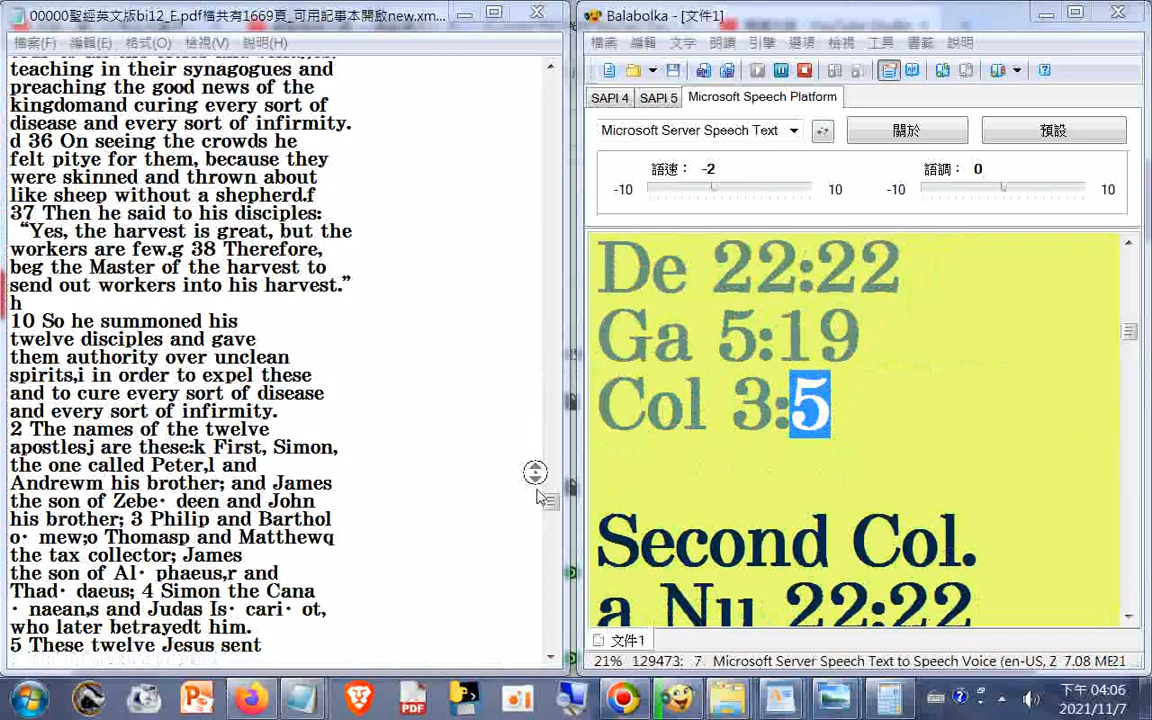 00000聖經英文版bi12_E.pdf檔共有1669頁_可用記事本開啟new.xm...
檔案(F) 編輯(E) 格式(O) 檢視(V) 說明(H)
teaching in their synagogues and
preaching the good news of the
kingdomand curing every sort of
disease and every sort of infirmity.
d 36 On seeing the crowds he
felt pitye for them, because they
were skinned and thrown about
like sheep without a shepherd.f
37 Then he said to his disciples:
“Yes, the harvest is great, but the
workers are few.g 38 Therefore,
beg the Master of the harvest to
send out workers into his harvest.”
h
10 So he summoned his
twelve disciples and gave
them authority over unclean
spirits,i in order to expel these
and to cure every sort of disease
and every sort of infirmity.
2 The names of the twelve
apostlesj are these:k First, Simon,
the one called Peter,l and
Andrewm his brother; and James
the son of Zebe· deen and John
his brother; 3 Philip and Barthol
o· mew;o Thomasp and Matthewq
the tax collector; James
the son of Al· phaeus,r and
Thad· daeus; 4 Simon the Cana
· naean,s and Judas Is· cari· ot,
who later betrayedt him.
5 These twelve Jesus sent
Balabolka - [文件1]
檔案 編輯 文字 朗讀 引擎 選項 檢視 工具 書籤 說明
SAPI 4 SAPI 5 Microsoft Speech Platform
Microsoft Server Speech Text 關於 預設
語速: -2 語調: 0
-10 10 -10 10
De 22:22
Ga 5:19
Col 3:5
Second Col.
a Nu 22:22
文件1
21% 129473: 7 Microsoft Server Speech Text to Speech Voice (en-US, Z 7.08 ME21
下午 04:06
2021/11/7